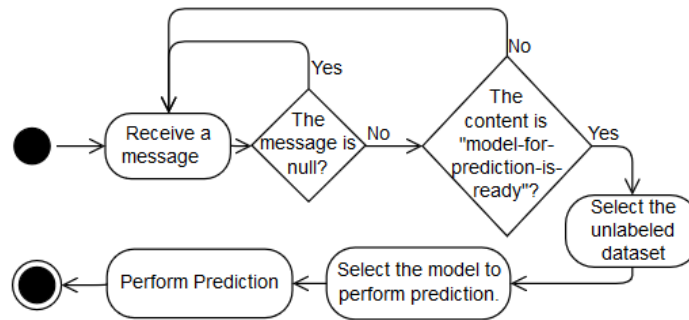 No
Yes
Receive a
message
The
message is
null?
No
The
content is
"model-for-
prediction-is-
ready"?
Yes
Select the
unlabeled
dataset
Select the model to
perform prediction.
Perform Prediction